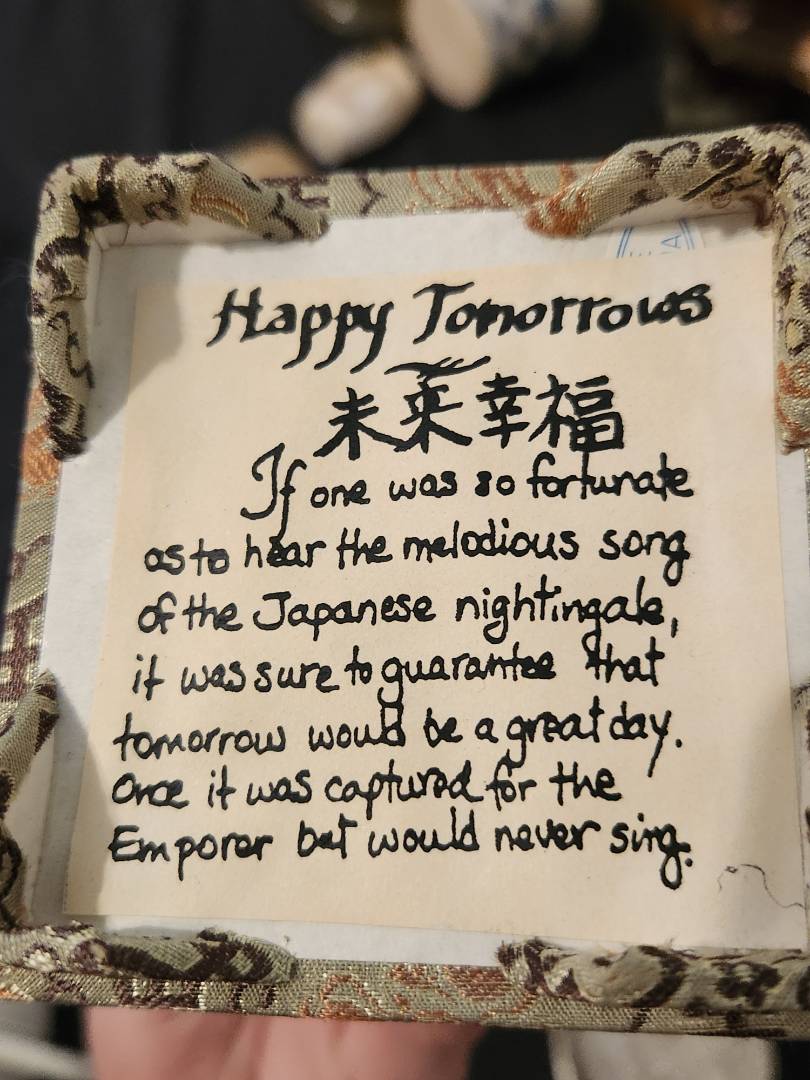 Happy Tomorrows
未来幸福
If one was so fortunate
as to hear the melodious song
of the Japanese nightingale,
it was sure to guarantee that
tomorrow would be a great day.
Once it was captured for the
Emporer but would never sing.